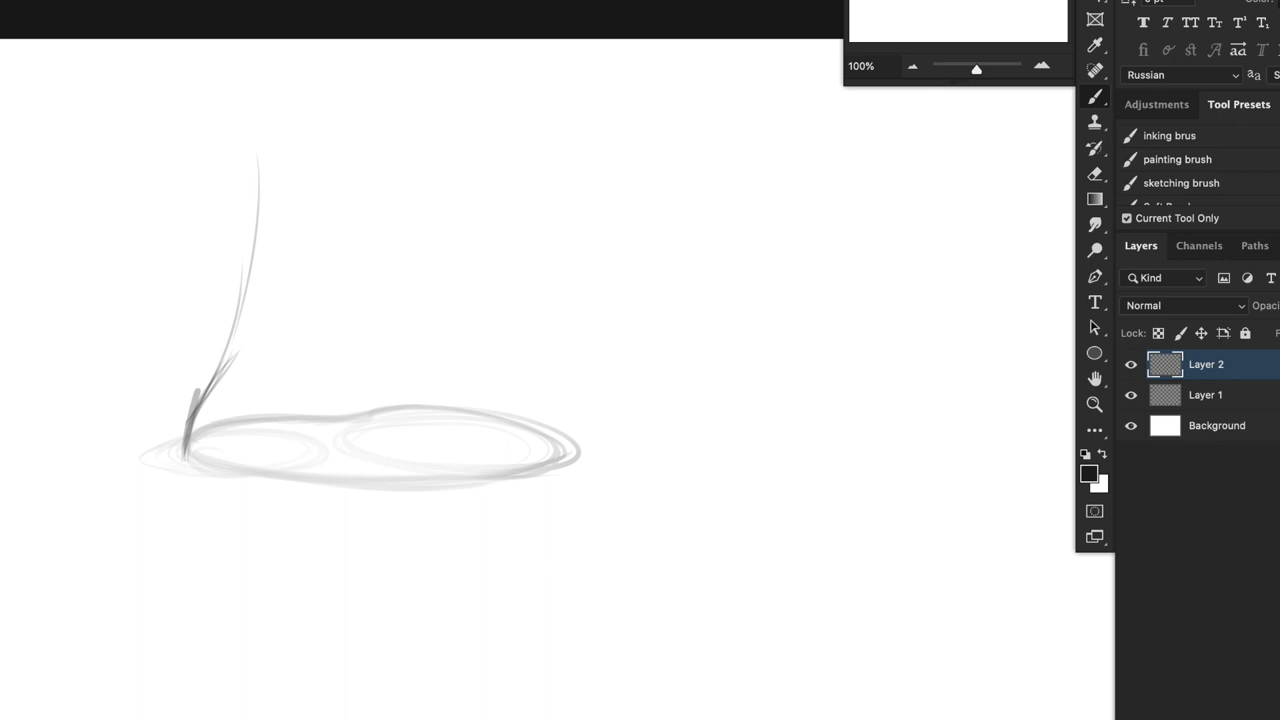 100%
Russian
Adjustments
Tool Presets
inking brus
painting brush
sketching brush
Current Tool Only
Layers
Channels
Paths
Kind
Normal
Opaci
Lock:
Layer 2
Layer 1
Background